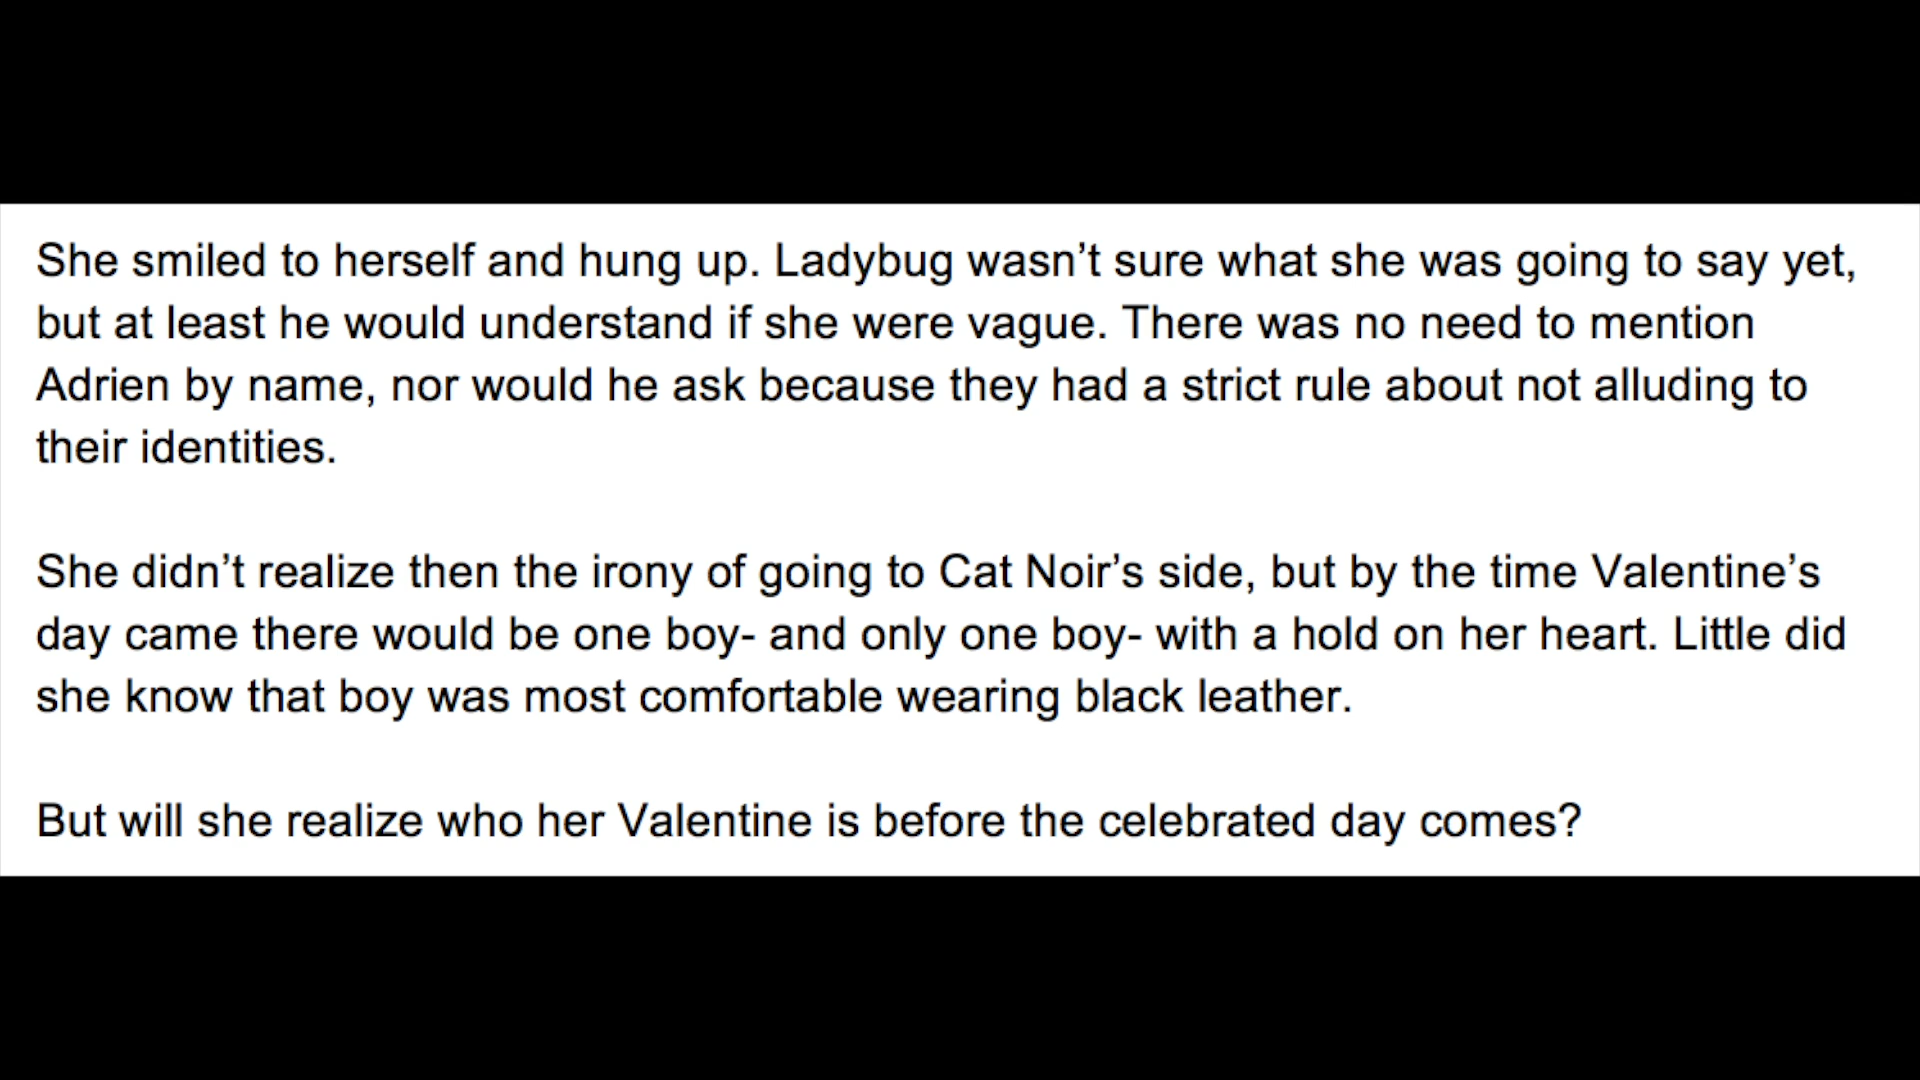 She smiled to herself and hung up. Ladybug wasn’t sure what she was going to say yet,
but at least he would understand if she were vague. There was no need to mention
Adrien by name, nor would he ask because they had a strict rule about not alluding to
their identities.
She didn’t realize then the irony of going to Cat Noir’s side, but by the time Valentine’s
day came there would be one boy- and only one boy- with a hold on her heart. Little did
she know that boy was most comfortable wearing black leather.
But will she realize who her Valentine is before the celebrated day comes?